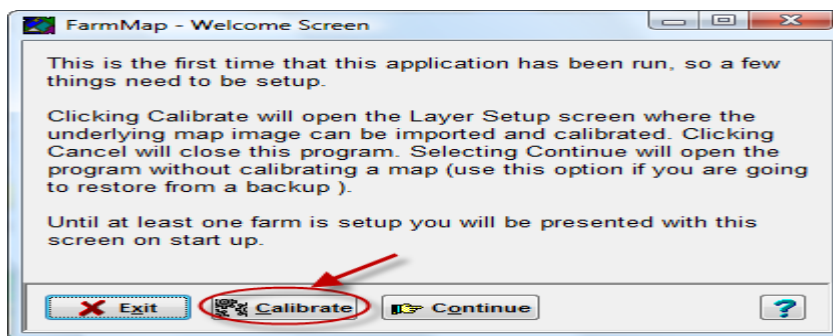 FarmMap - Welcome Screen
This is the first time that this application has been run, so a few
things need to be setup.
Clicking Calibrate will open the Layer Setup screen where the
underlying map image can be imported and calibrated. Clicking
Cancel will close this program. Selecting Continue will open the
program without calibrating a map (use this option if you are going
to restore from a backup ).
Until at least one farm is setup you will be presented with this
screen on start up.
Exit Calibrate Continue ?